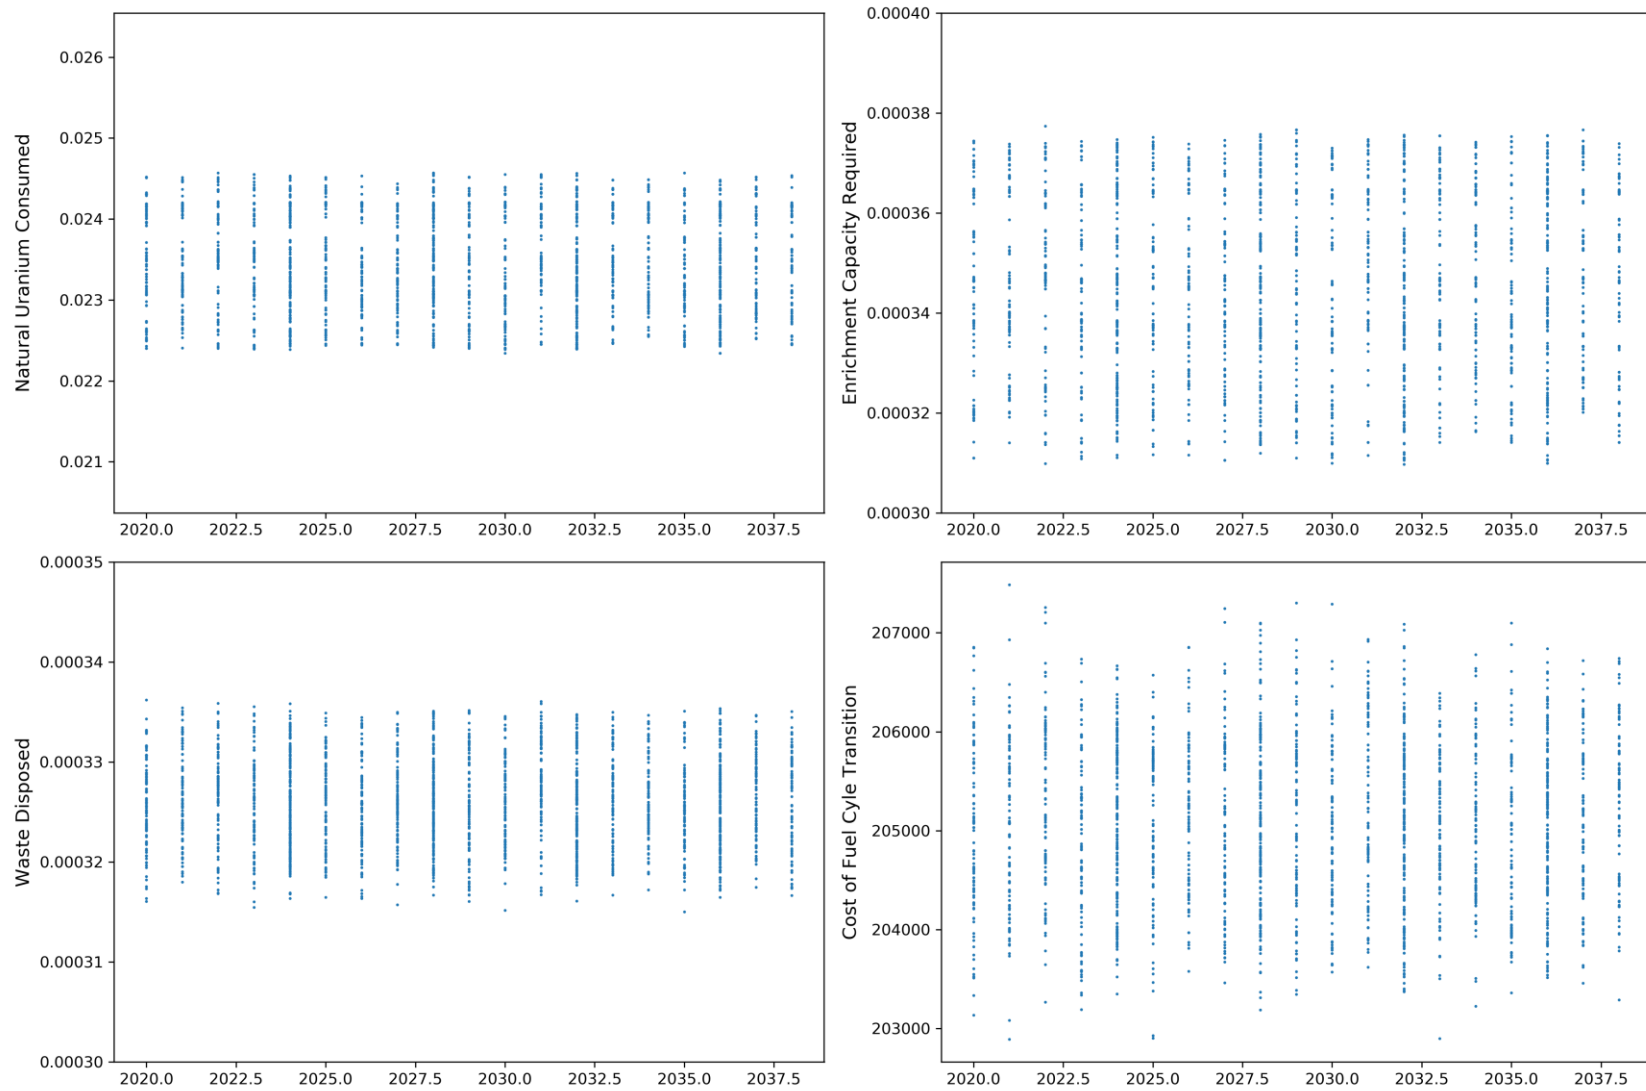 Natural Uranium Consumed
0.026
0.025
0.024
0.023
0.022
0.021
2020.0 2022.5 2025.0 2027.5 2030.0 2032.5 2035.0 2037.5
Enrichment Capacity Required
0.00040
0.00038
0.00036
0.00034
0.00032
0.00030
2020.0 2022.5 2025.0 2027.5 2030.0 2032.5 2035.0 2037.5
Waste Disposed
0.00035
0.00034
0.00033
0.00032
0.00031
0.00030
2020.0 2022.5 2025.0 2027.5 2030.0 2032.5 2035.0 2037.5
Cost of Fuel Cyle Transition
207000
206000
205000
204000
203000
2020.0 2022.5 2025.0 2027.5 2030.0 2032.5 2035.0 2037.5